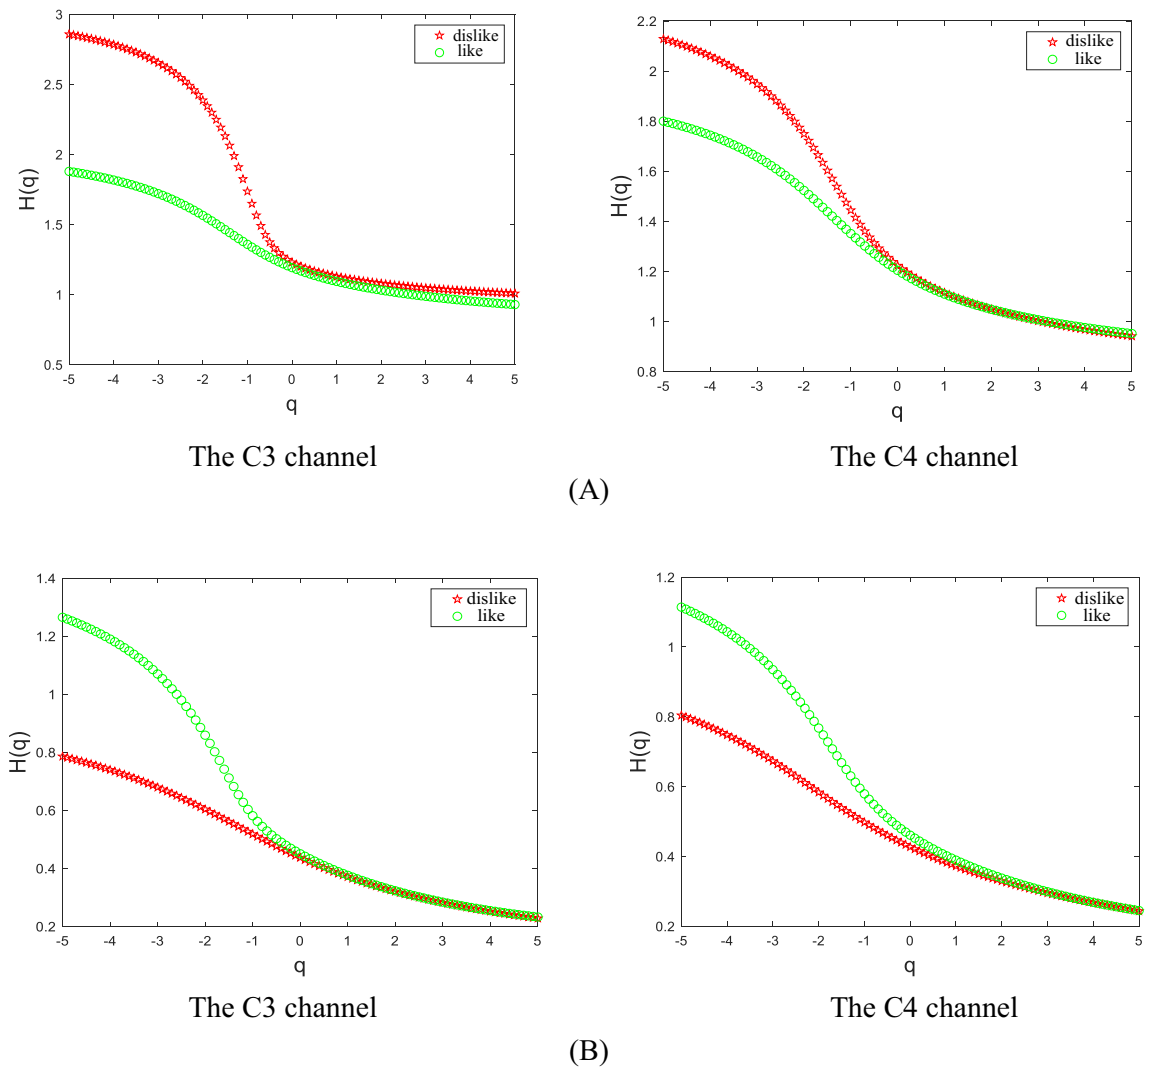 3
2.5
2
1.5
1
0.5
H(q)
-5 -4 -3 -2 -1 0 1 2 3 4 5
q
dislike
like
The C3 channel
2.2
2
1.8
1.6
1.4
1.2
1
0.8
H(q)
-5 -4 -3 -2 -1 0 1 2 3 4 5
q
dislike
like
The C4 channel
(A)
1.4
1.2
1
0.8
0.6
0.4
0.2
H(q)
-5 -4 -3 -2 -1 0 1 2 3 4 5
q
dislike
like
The C3 channel
1.2
1
0.8
0.6
0.4
0.2
H(q)
-5 -4 -3 -2 -1 0 1 2 3 4 5
q
dislike
like
The C4 channel
(B)